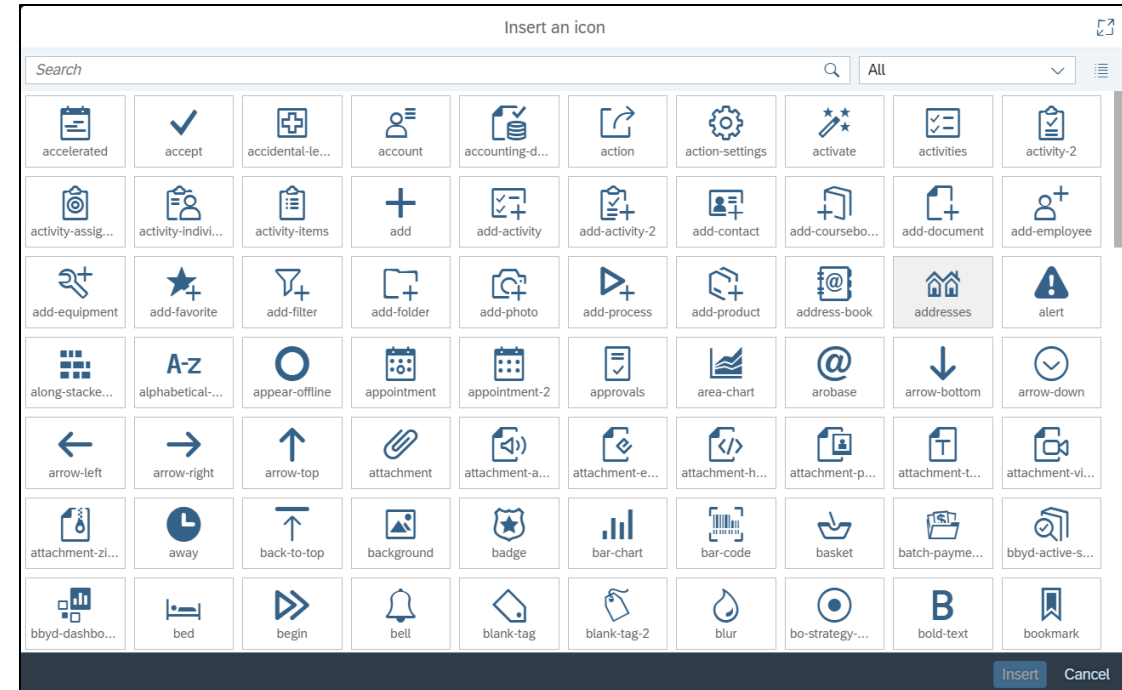 Insert an icon
Search All
accelerated accept accidental-le... account accounting-d... action action-settings activate activities activity-2
activity-assig... activity-indivi... activity-items add add-activity add-activity-2 add-contact add-coursebo... add-document add-employee
add-equipment add-favorite add-filter add-folder add-photo add-process add-product address-book addresses alert
A-Z
along-stacke... alphabetical-... appear-offline appointment appointment-2 approvals area-chart arobase arrow-bottom arrow-down
arrow-left arrow-right arrow-top attachment attachment-a... attachment-e... attachment-h... attachment-p... attachment-t... attachment-vi...
attachment-zi... away back-to-top background badge bar-chart bar-code basket batch-payme... bbyd-active-s...
B
bbyd-dashbo... bed begin bell blank-tag blank-tag-2 blur bo-strategy-... bold-text bookmark
Insert Cancel